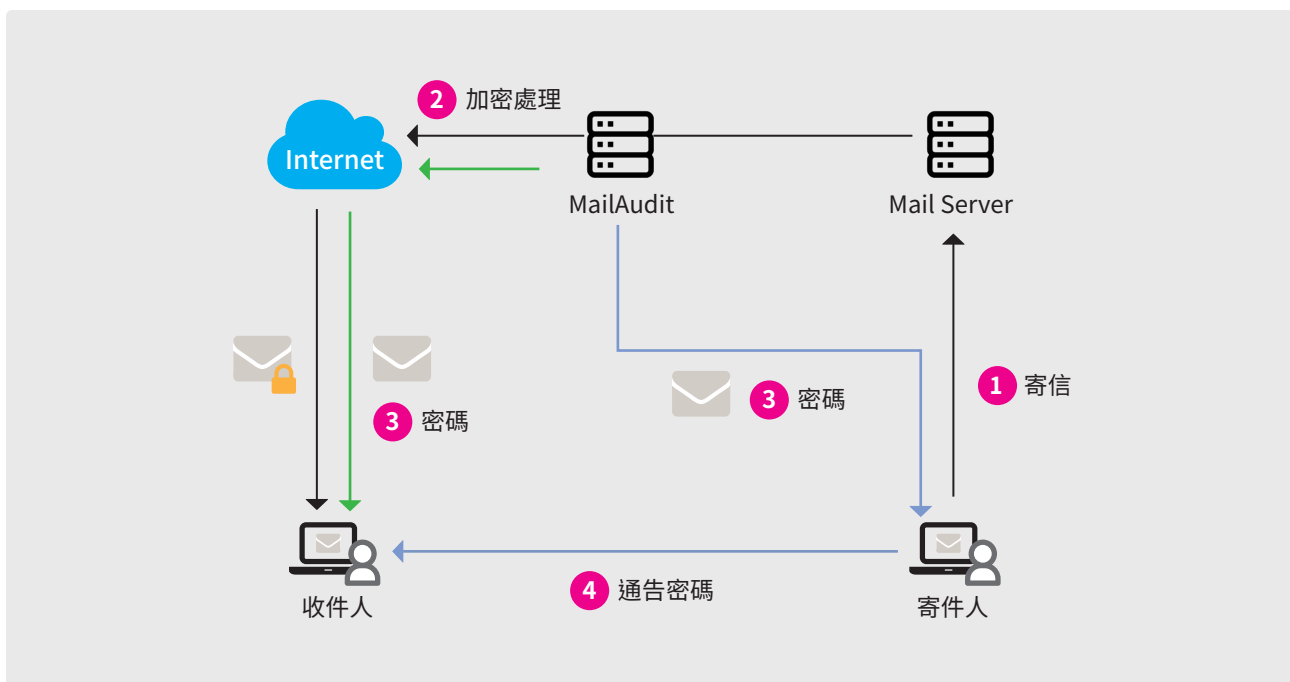 2 加密處理
Internet
MailAudit
Mail Server
3 密碼
3 密碼
1 寄信
4 通告密碼
收件人
寄件人